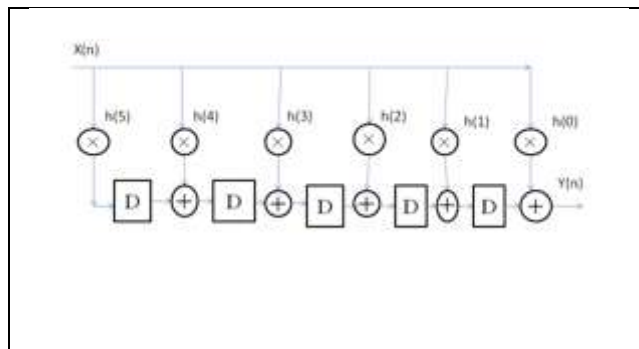 X(n)
h(5) h(4) h(3) h(2) h(1) h(0)
Y(n)
D D D D D